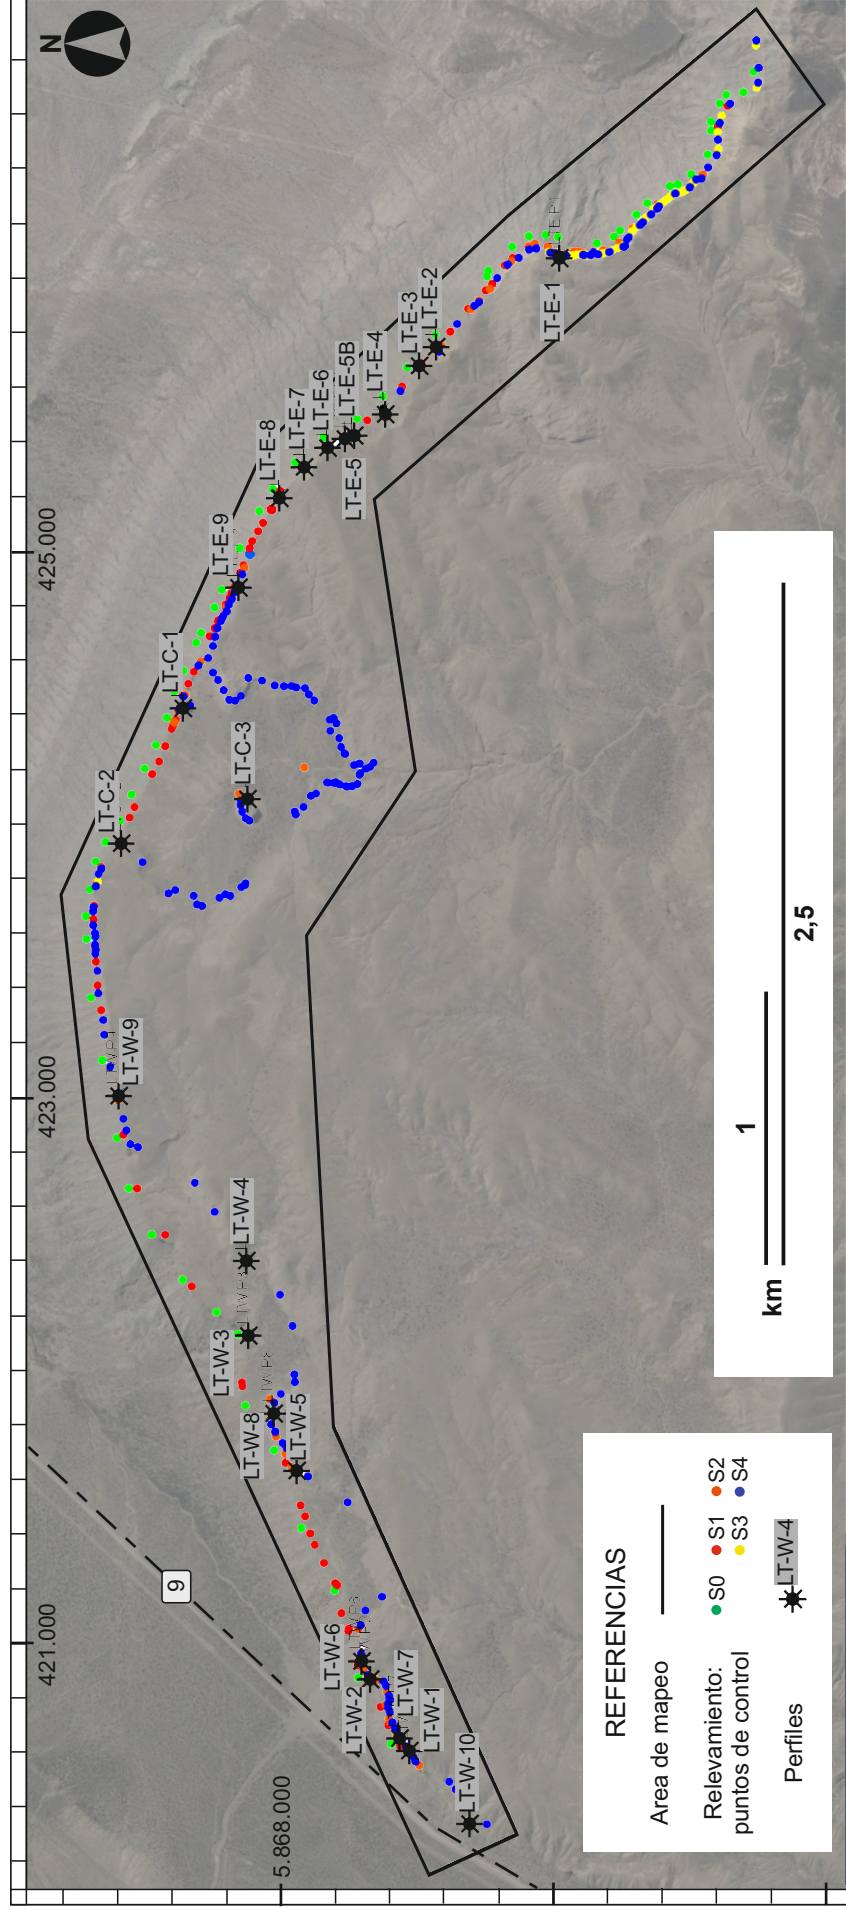 N
421.000
423.000
425.000
5.868.000
9
LT-C-2
LT-C-1
LT-E-9
LT-E-8
LT-E-7
LT-E-6
LT-E-5B
LT-E-5
LT-E-4
LT-E-3
LT-E-2
LT-E-1
LT-C-3
LT-W-9
LT-W-4
LT-W-3
LT-W-8
LT-W-5
LT-W-6
LT-W-2
LT-W-7
LT-W-1
LT-W-10
REFERENCIAS
Area de mapeo
Relevamiento:
puntos de control
S0 S1 S2
S3 S4
Perfiles
LT-W-4
1
km
2,5